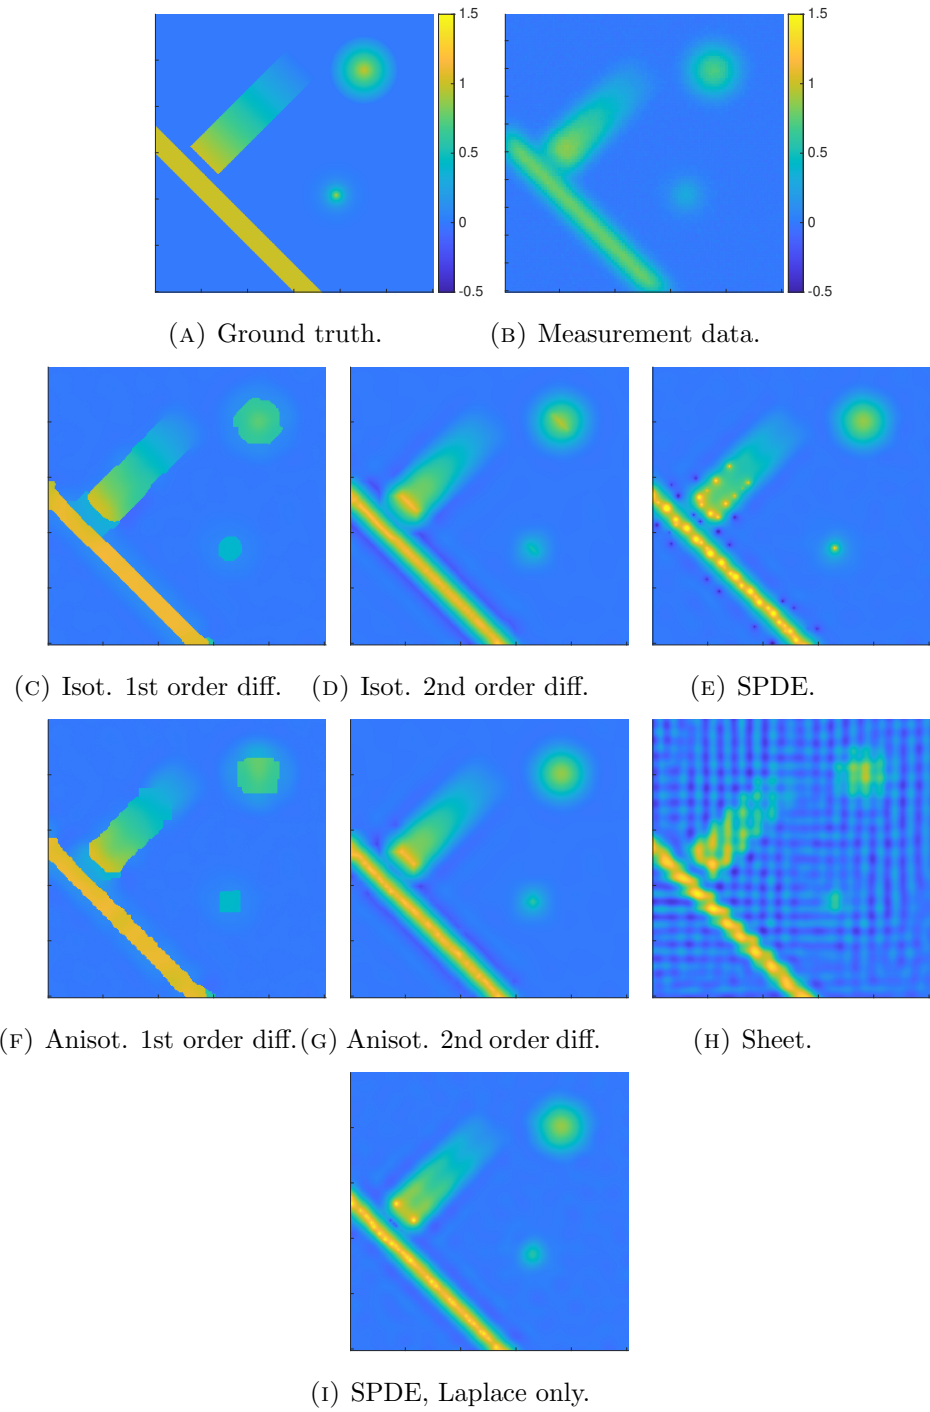 1.5
1
0.5
0
-0.5
1.5
1
0.5
0
-0.5
(A) Ground truth.
(B) Measurement data.
(C) Isot. 1st order diff.
(D) Isot. 2nd order diff.
(E) SPDE.
(F) Anisot. 1st order diff.
(G) Anisot. 2nd order diff.
(H) Sheet.
(I) SPDE, Laplace only.